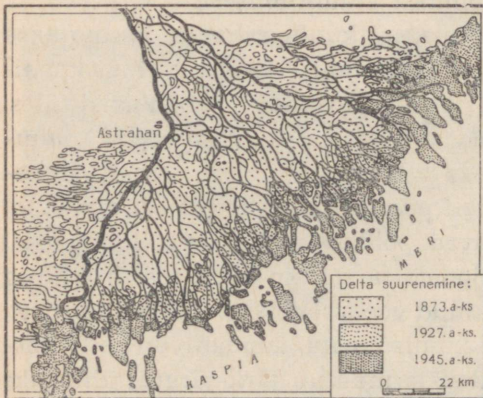 Astrahan
KASPIA MERI
Delta suurenemine:
1873. a-ks
1927. a-ks.
1945. a-ks.
0 22 km